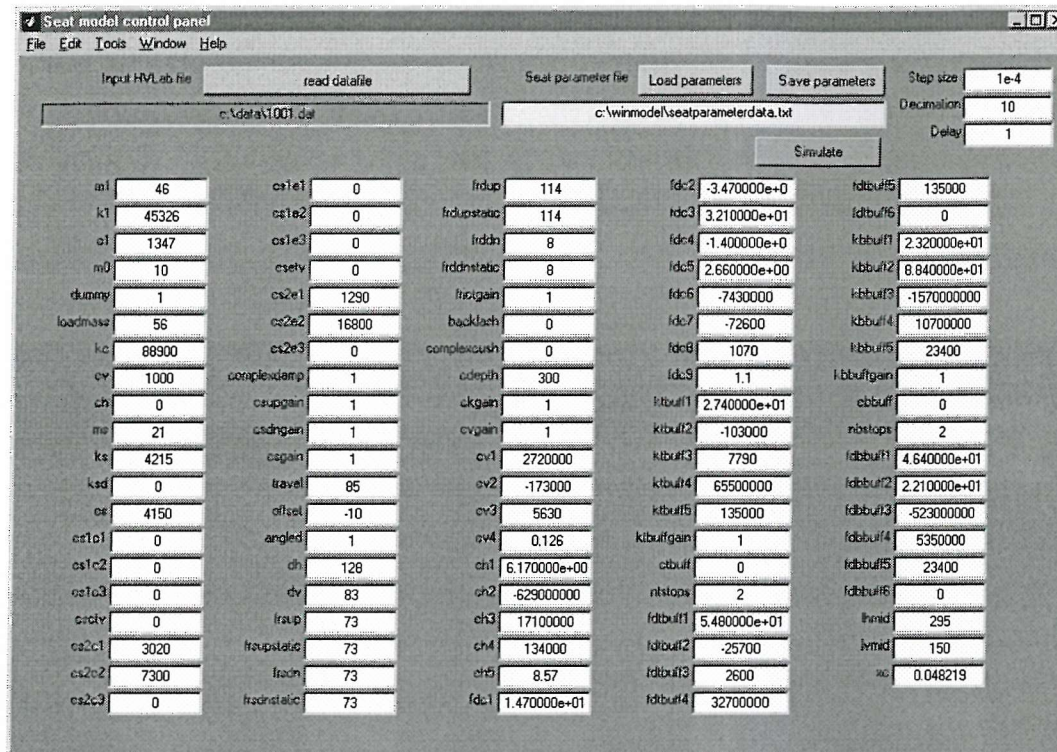 Seat model control panel
File Edit Tools Window Help
Input HVLab file read datafile Seat parameter file Load parameters Save parameters Step size 1e-4
c:\data\1001.dat c:\winmodel\seatparameterdata.txt Decimation 10
Delay 1
Simulate
m1 46 cs1e1 0 frdup 114 fdc2 -3.470000e+0 fdtbuff5 135000
k1 45326 cs1e2 0 frdupstatic 114 fdc3 3.210000e+01 fdtbuff6 0
c1 1347 cs1e3 0 frddn 8 fdc4 -1.400000e+0 kbbuff1 2.320000e+01
m0 10 csetv 0 frddnstatic 8 fdc5 2.660000e+00 kbbuff2 8.840000e+01
dummy 1 cs2e1 1290 frictgain 1 fdc6 -7430000 kbbuff3 -1570000000
loadmass 56 cs2e2 16800 backlash 0 fdc7 -72600 kbbuff4 10700000
kc 88900 cs2e3 0 complexcush 0 fdc8 1070 kbbuff5 23400
cv 1000 complexdamp 1 cdepth 300 fdc9 1.1 kbbuffgain 1
ch 0 csupgain 1 ckgain 1 ktbuff1 2.740000e+01 cbbuff 0
ms 21 csdngain 1 cvgain 1 ktbuff2 -103000 nbstops 2
ks 4215 csgain 1 cv1 2720000 ktbuff3 7790 fdbbuff1 4.640000e+01
ksd 0 travel 85 cv2 -173000 ktbuff4 65500000 fdbbuff2 2.210000e+01
cs 4150 offset -10 cv3 5630 ktbuff5 135000 fdbbuff3 -523000000
cs1c1 0 angled 1 cv4 0.126 ktbuffgain 1 fdbbuff4 5350000
cs1c2 0 dh 128 ch1 6.170000e+00 ctbuff 0 fdbbuff5 23400
cs1c3 0 dv 83 ch2 -629000000 ntstops 2 fdbbuff6 0
csctv 0 frsup 73 ch3 17100000 fdtbuff1 5.480000e+01 lhmid 295
cs2c1 3020 frsupstatic 73 ch4 134000 fdtbuff2 -25700 lvmid 150
cs2c2 7300 frsdn 73 ch5 8.57 fdtbuff3 2600 xc 0.048219
cs2c3 0 frsdnstatic 73 fdc1 1.470000e+01 fdtbuff4 32700000